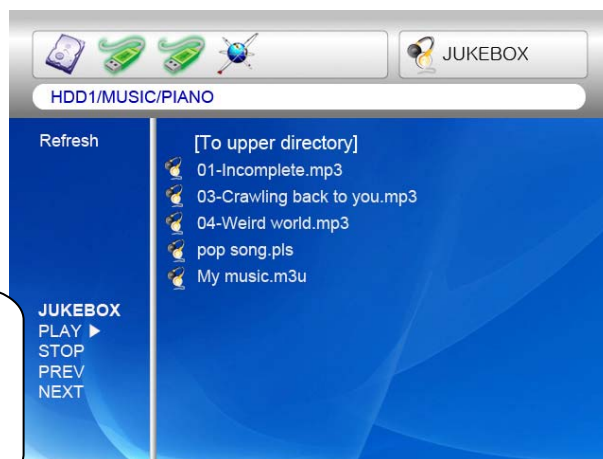 JUKEBOX
HDD1/MUSIC/PIANO
Refresh
[To upper directory]
01-Incomplete.mp3
03-Crawling back to you.mp3
04-Weird world.mp3
pop song.pls
My music.m3u
JUKEBOX
PLAY ▶
STOP
PREV
NEXT